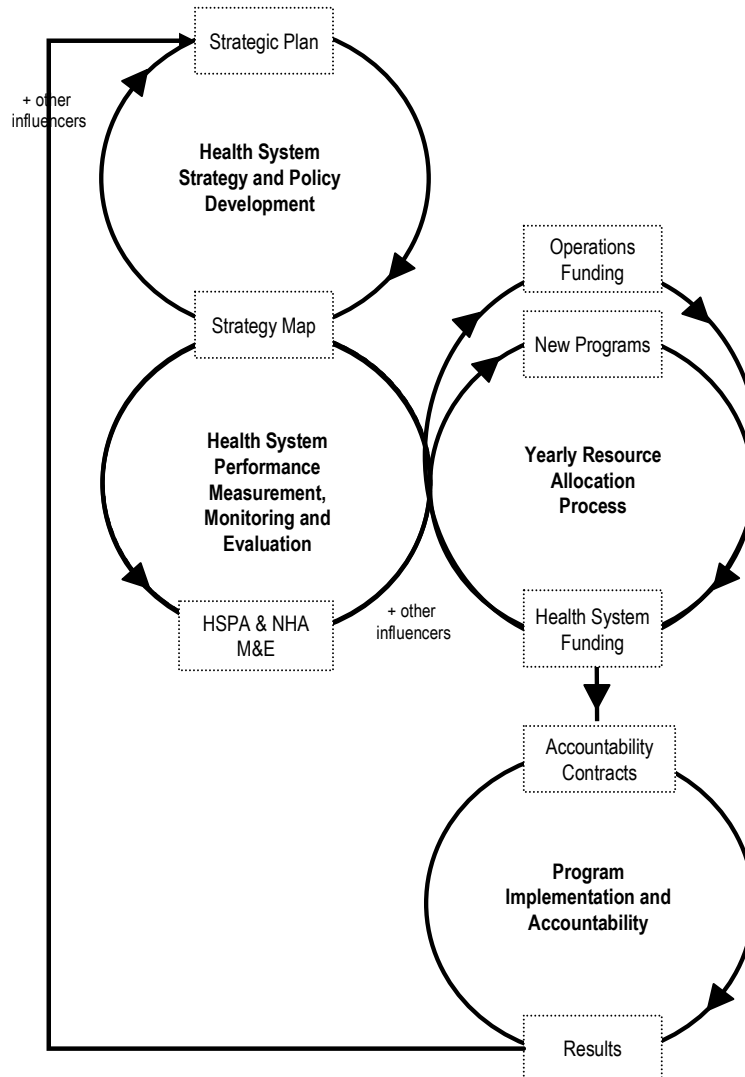 Strategic Plan
+ other
influencers
Health System
Strategy and Policy
Development
Strategy Map
Operations
Funding
New Programs
Health System
Performance
Measurement,
Monitoring and
Evaluation
Yearly Resource
Allocation
Process
HSPA & NHA
M&E
+ other
influencers
Health System
Funding
Accountability
Contracts
Program
Implementation and
Accountability
Results